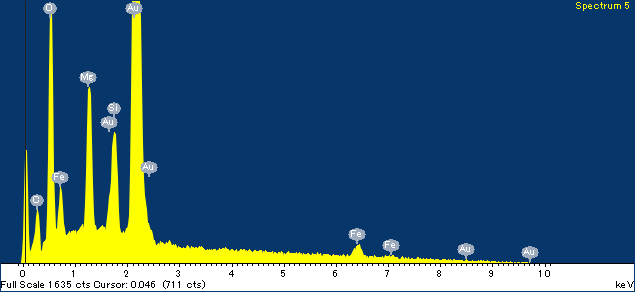 Spectrum 5
O
Au
Mg
Si
Au
Au
Fe
C
Fe
Fe
Au
Au
0 1 2 3 4 5 6 7 8 9 10
Full Scale 1635 cts Cursor: 0.046 (711 cts)
keV